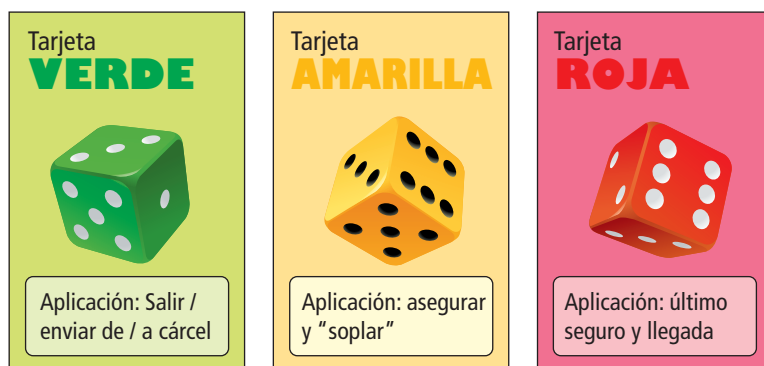 Tarjeta
VERDE
Aplicación: Salir /
enviar de / a cárcel
Tarjeta
AMARILLA
Aplicación: asegurar
y “soplar”
Tarjeta
ROJA
Aplicación: último
seguro y llegada